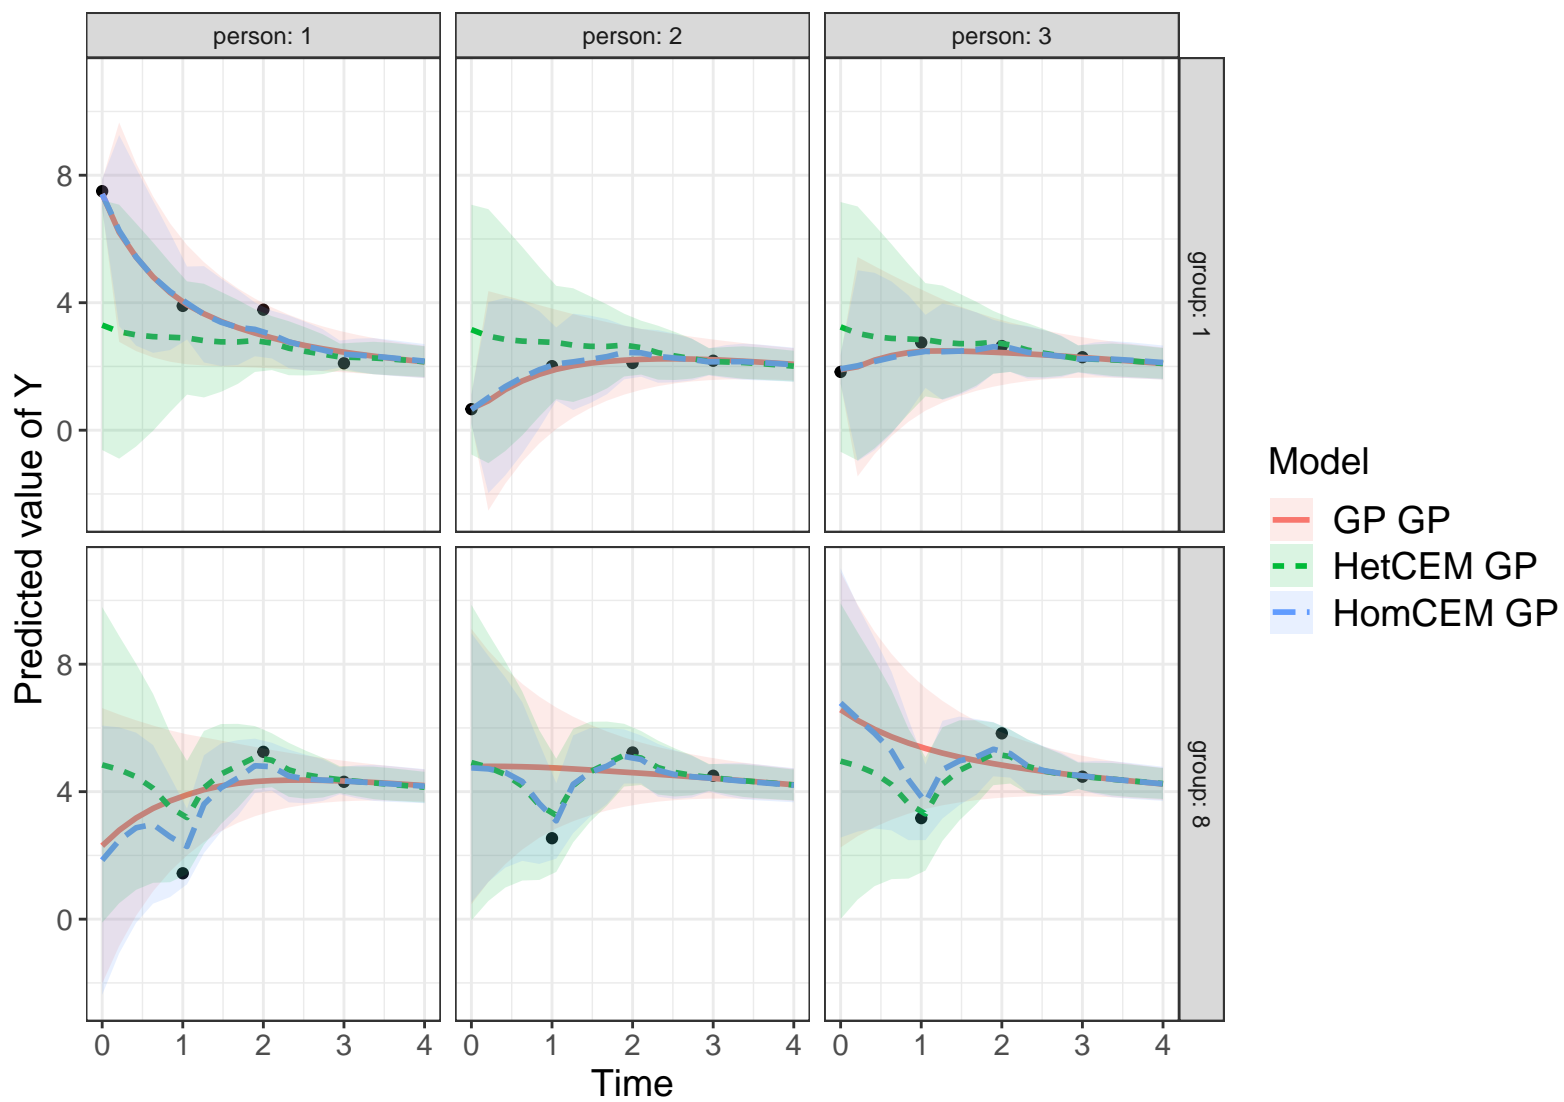 person: 1
person: 2
person: 3
group: 1
group: 8
8
4
0
8
4
0
0 1 2 3 4
0 1 2 3 4
0 1 2 3 4
Time
Predicted value of Y
Model
GP GP
HetCEM GP
HomCEM GP